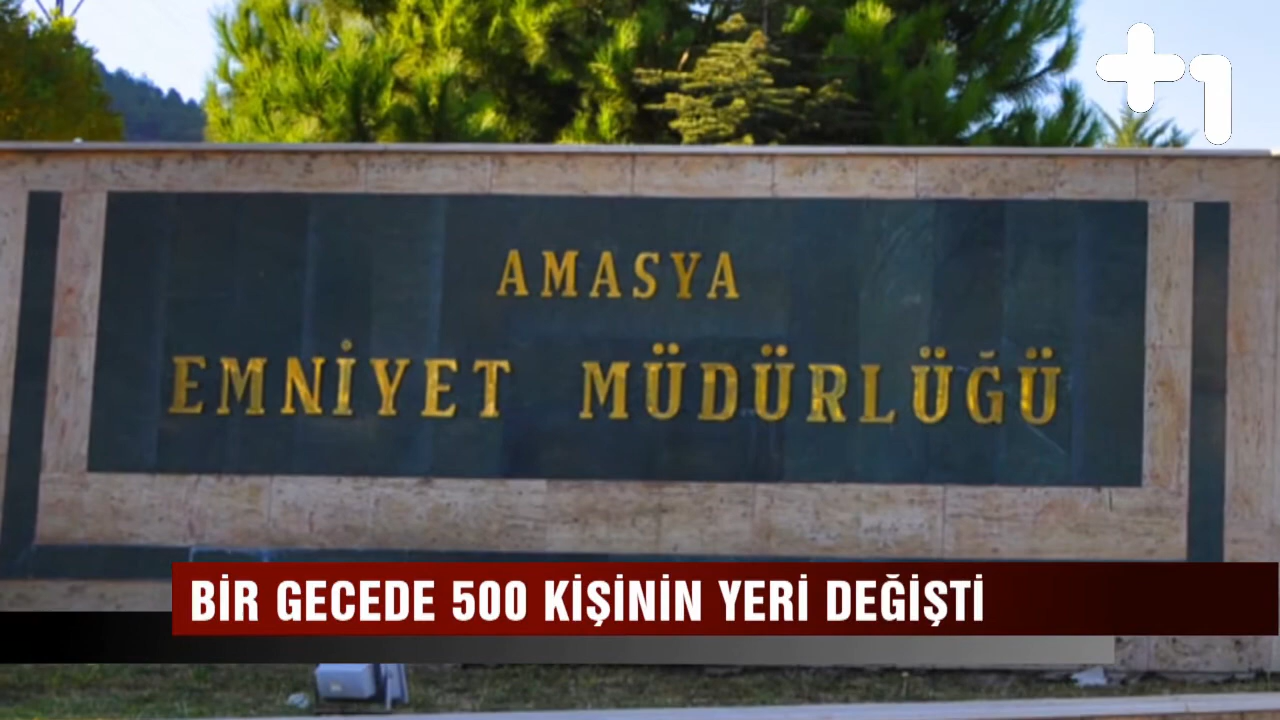 +1
AMASYA
EMNİYET MÜDÜRLÜĞÜ
BİR GECEDE 500 KİŞİNİN YERİ DEĞİŞTİ